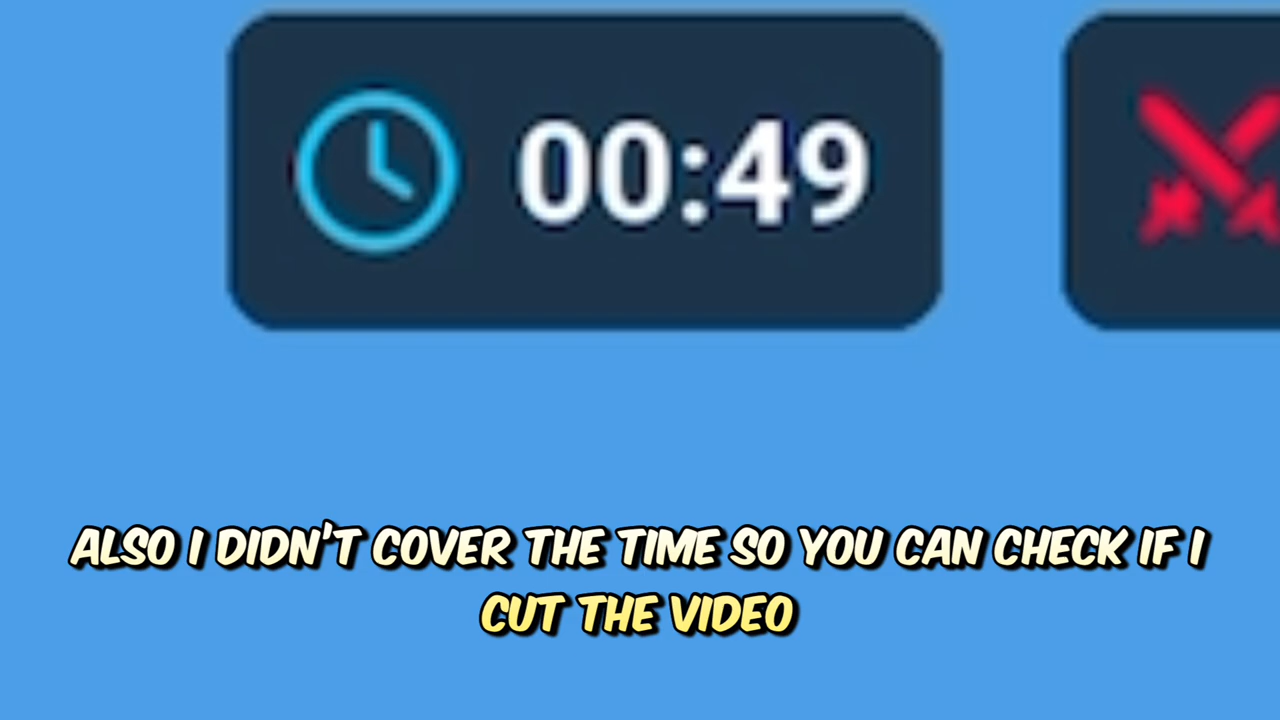 00:49
ALSO I DIDN'T COVER THE TIME SO YOU CAN CHECK IF I
CUT THE VIDEO